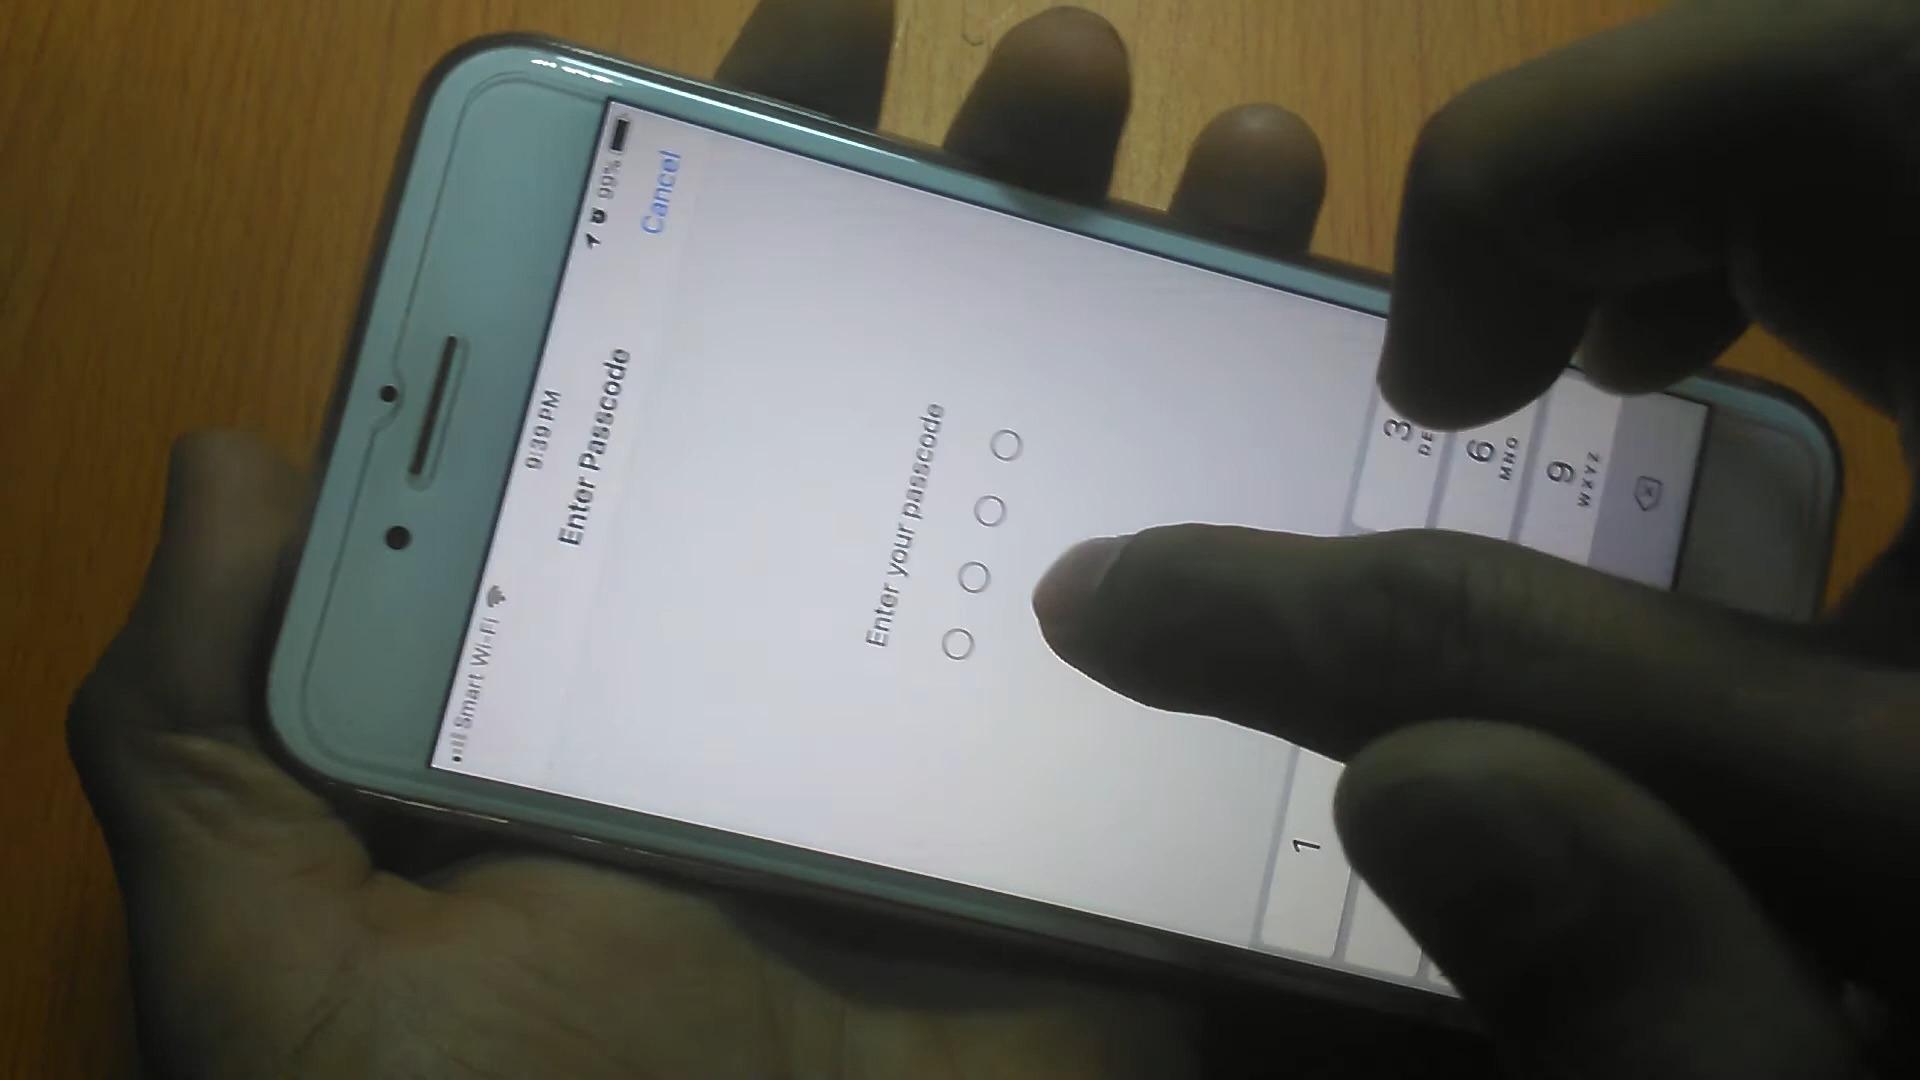 Smart Wi-Fi 9:39 PM 99%
Enter Passcode Cancel
Enter your passcode
1 3
6 MNO
9 WXYZ